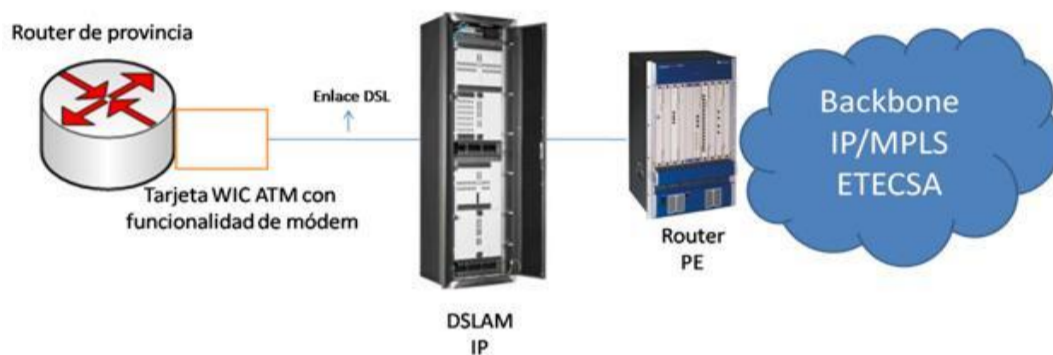 Router de provincia
Enlace DSL
Tarjeta WIC ATM con
funcionalidad de módem
DSLAM
IP
Router
PE
Backbone
IP/MPLS
ETECSA